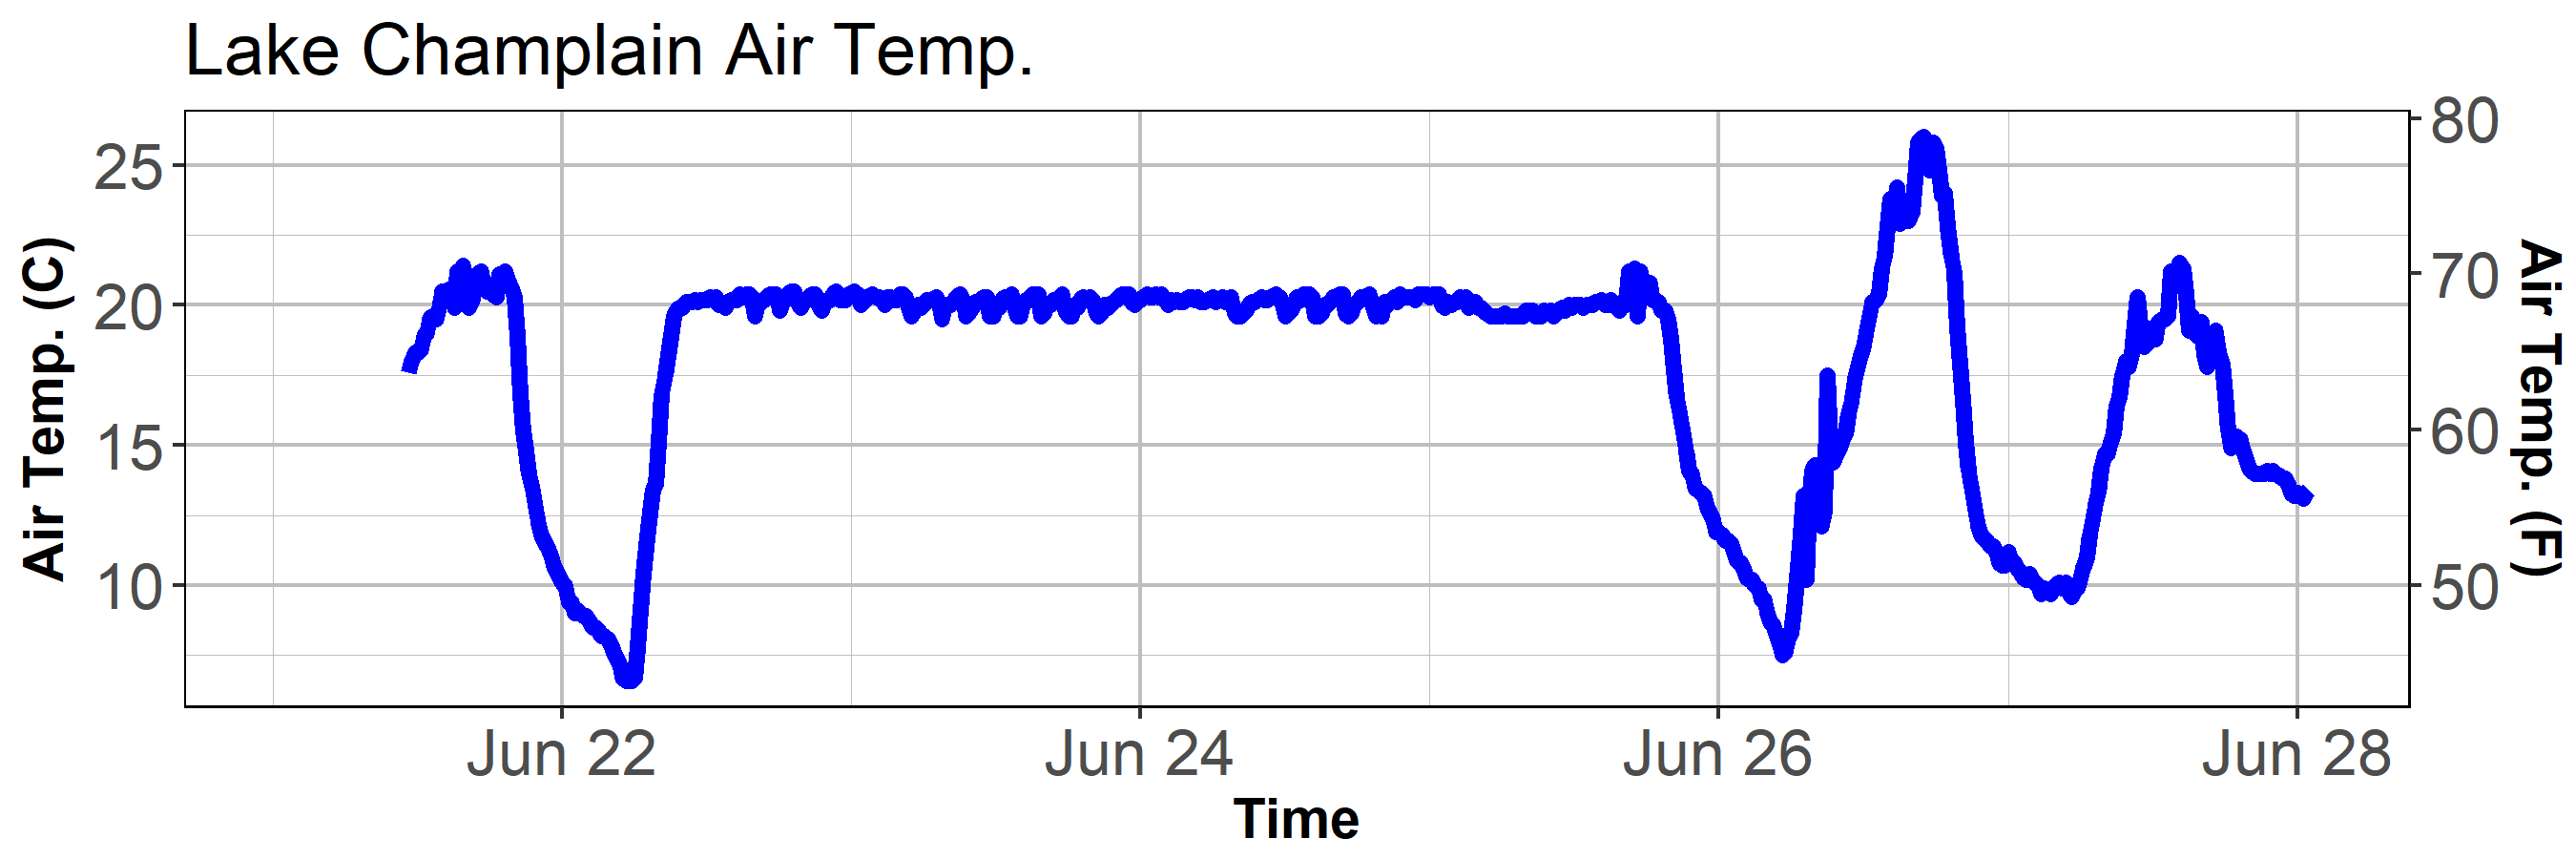 Lake Champlain Air Temp.
Air Temp. (C)
25
20
15
10
80
70
60
50
Air Temp. (F)
Jun 22
Jun 24
Jun 26
Jun 28
Time